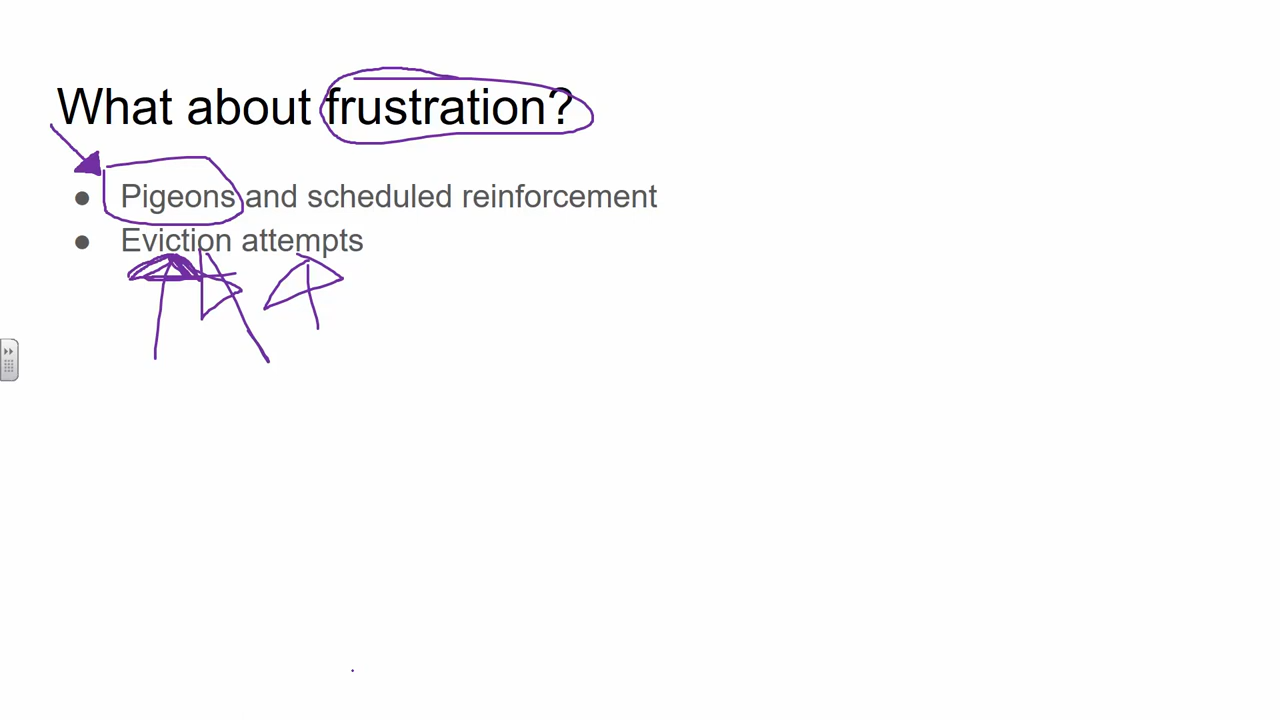 What about frustration?
● Pigeons and scheduled reinforcement
● Eviction attempts